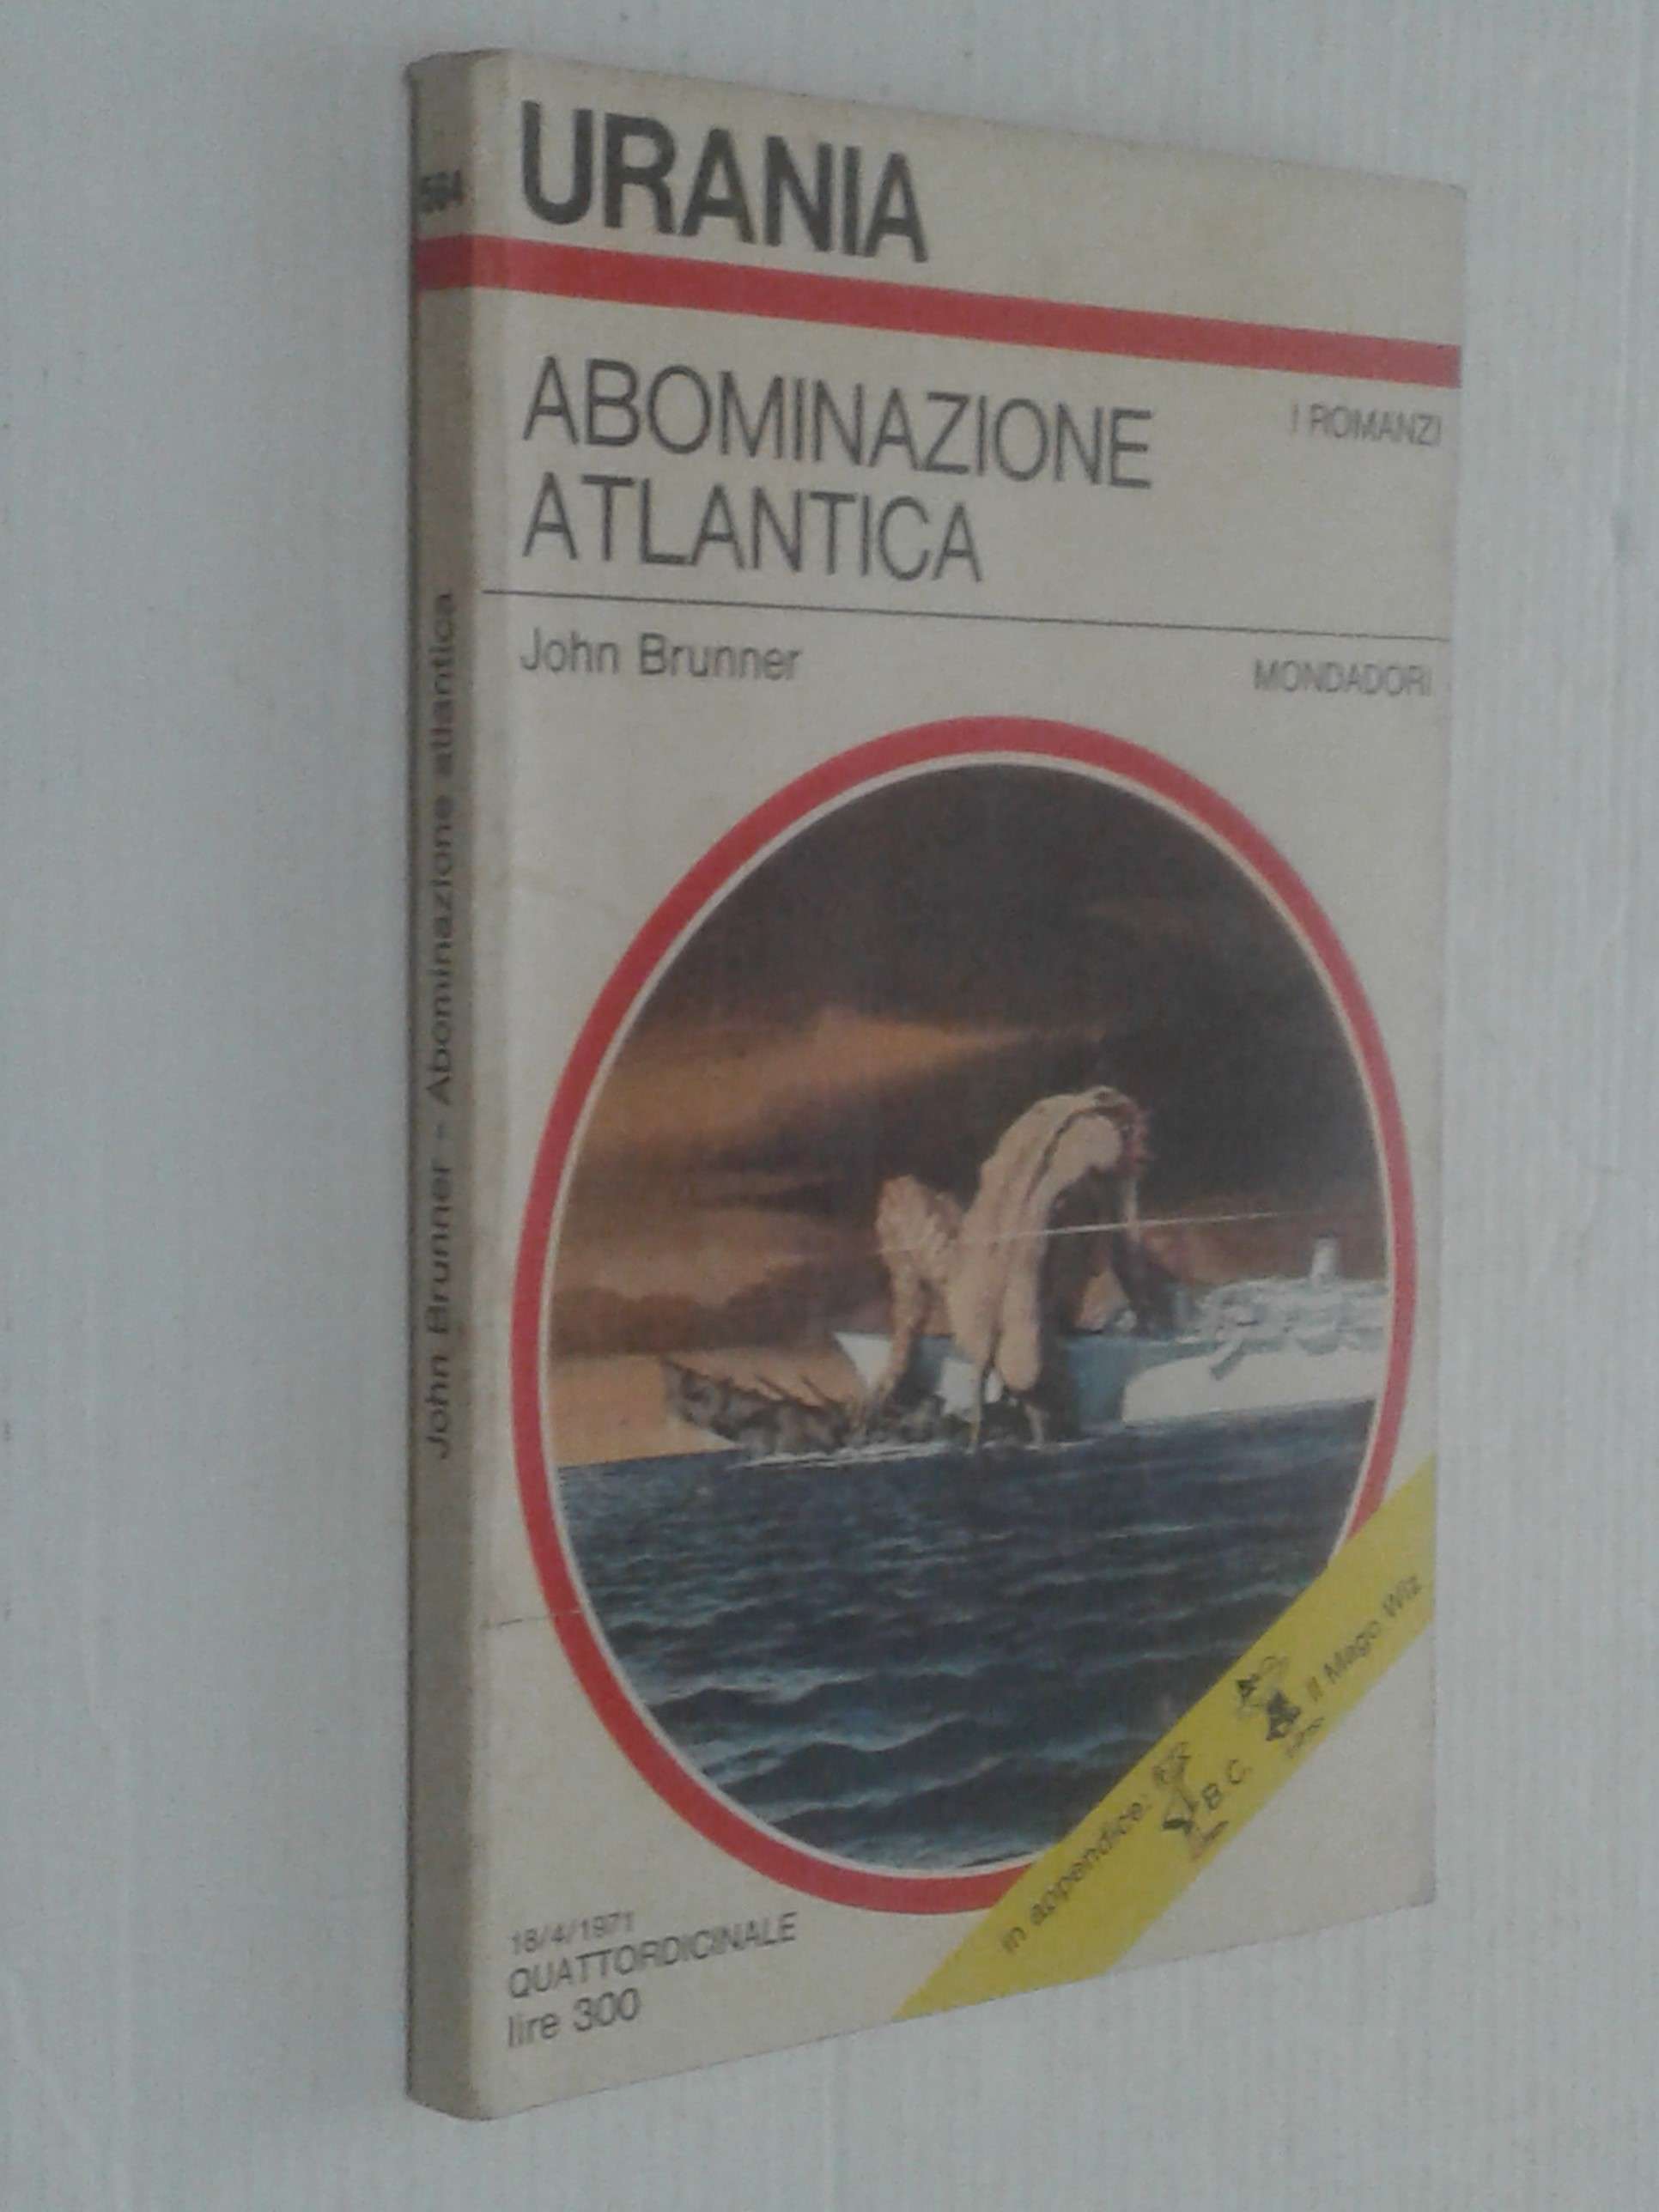 564
URANIA
ABOMINAZIONE
ATLANTICA
I ROMANZI
John Brunner
MONDADORI
John Brunner - Abominazione atlantica
in appendice: B.C. Il Mago Wiz
18/4/1971
QUATTORDICINALE
lire 300